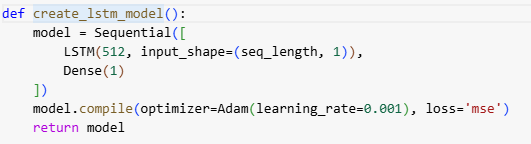 def create_lstm_model():
    model = Sequential([
        LSTM(512, input_shape=(seq_length, 1)),
        Dense(1)
    ])
    model.compile(optimizer=Adam(learning_rate=0.001), loss='mse')
    return model